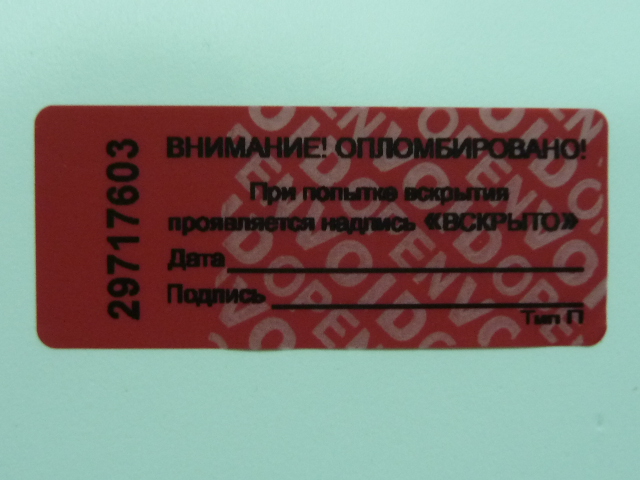 29717603
ВНИМАНИЕ! ОПЛОМБИРОВАНО!
При попытке вскрытия
проявляется надпись «ВСКРЫТО»
Дата
Подпись
Тип П